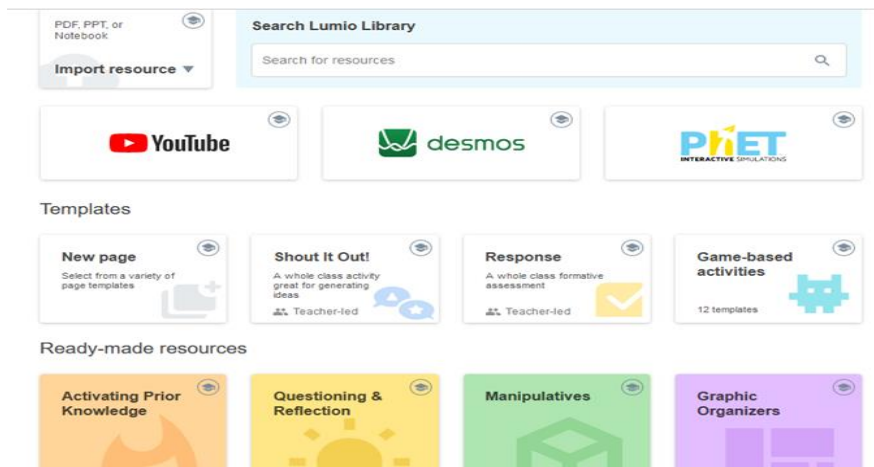 PDF, PPT, or
Notebook
Import resource
Search Lumio Library
Search for resources
YouTube
desmos
PhET
INTERACTIVE SIMULATIONS
Templates
New page
Select from a variety of
page templates
Shout It Out!
A whole class activity
great for generating
ideas
Teacher-led
Response
A whole class formative
assessment
Teacher-led
Game-based
activities
12 templates
Ready-made resources
Activating Prior
Knowledge
Questioning &
Reflection
Manipulatives
Graphic
Organizers